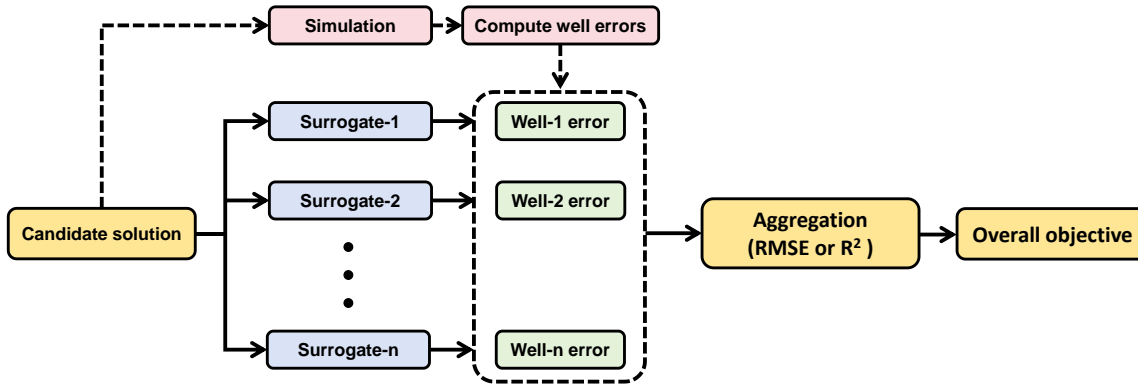 Simulation
Compute well errors
Surrogate-1
Well-1 error
Surrogate-2
Well-2 error
Candidate solution
Aggregation
(RMSE or R² )
Overall objective
Surrogate-n
Well-n error